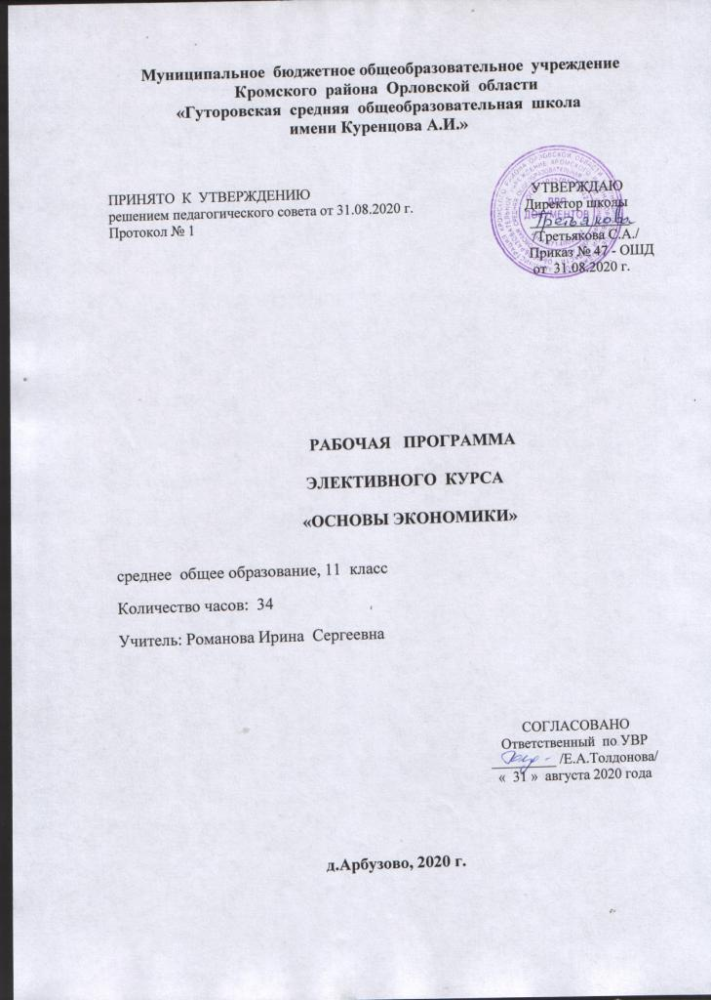 Муниципальное бюджетное общеобразовательное учреждение
Кромского района Орловской области
«Гуторовская средняя общеобразовательная школа
имени Куренцова А.И.»
ПРИНЯТО К УТВЕРЖДЕНИЮ
решением педагогического совета от 31.08.2020 г.
Протокол № 1
УТВЕРЖДАЮ
Директор школы
Третьякова
/Третьякова С.А./
Приказ № 47 - ОШД
от 31.08.2020 г.
ДЛЯ
ДОКУМЕНТОВ
РАБОЧАЯ ПРОГРАММА
ЭЛЕКТИВНОГО КУРСА
«ОСНОВЫ ЭКОНОМИКИ»
среднее общее образование, 11 класс
Количество часов: 34
Учитель: Романова Ирина Сергеевна
СОГЛАСОВАНО
Ответственный по УВР
/Е.А.Толдонова/
« 31 » августа 2020 года
д.Арбузово, 2020 г.